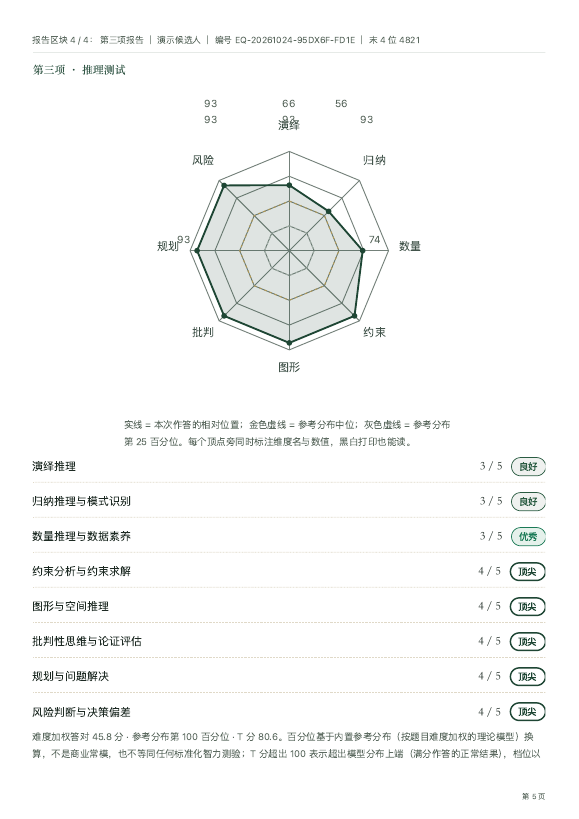 报告区块 4 / 4： 第三项报告 ｜ 演示候选人 ｜ 编号 EQ-20261024-95DX6F-FD1E ｜ 末 4 位 4821
第三项 · 推理测试
93 66 56
93 93 93
演绎
风险 归纳
规划 93 74 数量
批判 约束
图形
实线 = 本次作答的相对位置；金色虚线 = 参考分布中位；灰色虚线 = 参考分布
第 25 百分位。每个顶点旁同时标注维度名与数值，黑白打印也能读。
演绎推理 3 / 5 良好
归纳推理与模式识别 3 / 5 良好
数量推理与数据素养 3 / 5 优秀
约束分析与约束求解 4 / 5 顶尖
图形与空间推理 4 / 5 顶尖
批判性思维与论证评估 4 / 5 顶尖
规划与问题解决 4 / 5 顶尖
风险判断与决策偏差 4 / 5 顶尖
难度加权答对 45.8 分 · 参考分布第 100 百分位 · T 分 80.6。百分位基于内置参考分布（按题目难度加权的理论模型）换
算，不是商业常模，也不等同任何标准化智力测验；T 分超出 100 表示超出模型分布上端（满分作答的正常结果），档位以
第 5 页